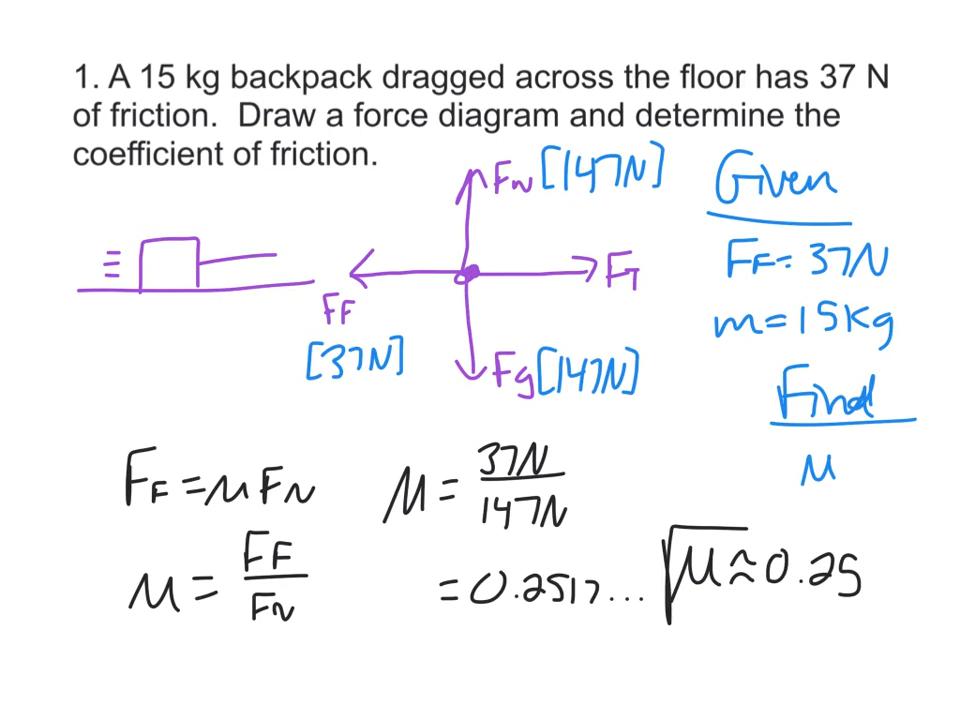 1. A 15 kg backpack dragged across the floor has 37 N
of friction. Draw a force diagram and determine the
coefficient of friction.
FN [147N]
Given
FF = 37N
FT
FF
m = 15Kg
[37N]
Fg [147N]
Find
μ
FF = μFN
μ = 37N / 147N
μ = FF / FN
= 0.2517...
μ ≈ 0.25